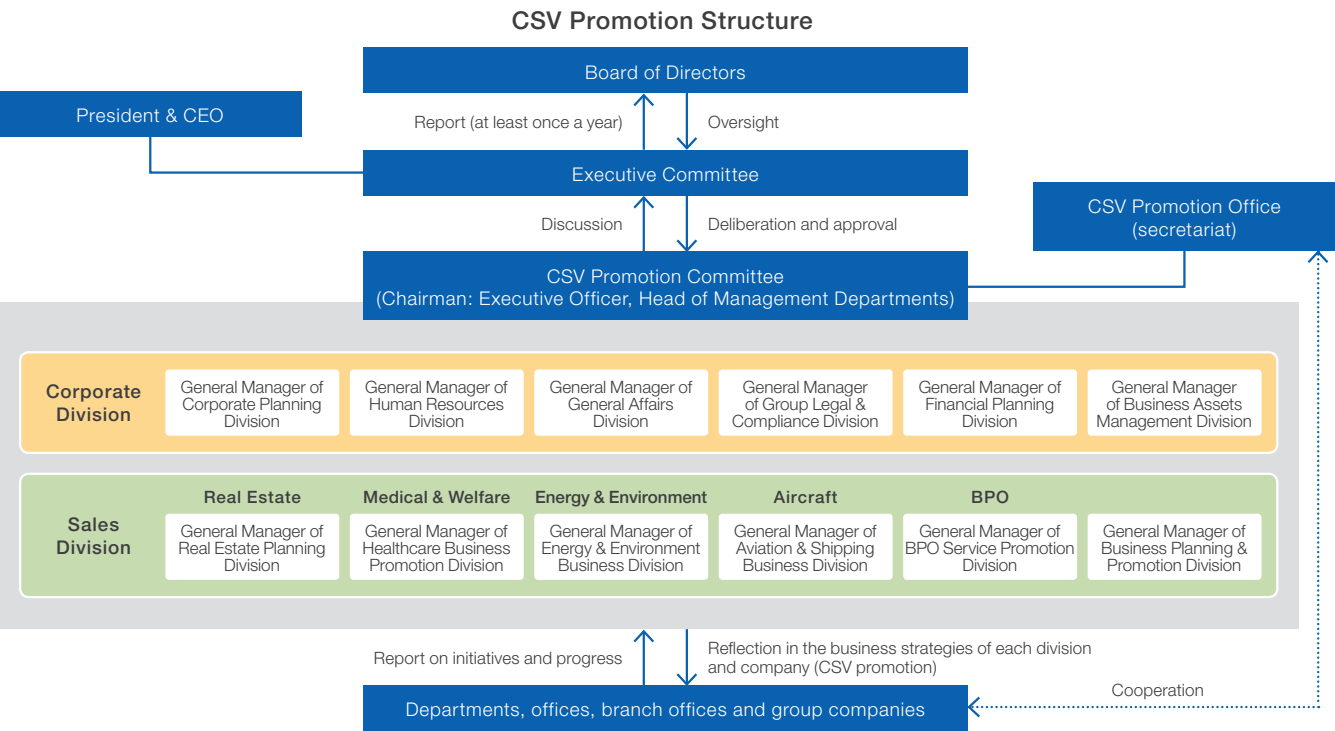 CSV Promotion Structure
Board of Directors
President & CEO
Report (at least once a year)
Oversight
Executive Committee
Discussion
Deliberation and approval
CSV Promotion Office
(secretariat)
CSV Promotion Committee
(Chairman: Executive Officer, Head of Management Departments)
Corporate
Division
General Manager of
Corporate Planning
Division
General Manager of
Human Resources
Division
General Manager of
General Affairs
Division
General Manager
of Group Legal &
Compliance Division
General Manager of
Financial Planning
Division
General Manager
of Business Assets
Management Division
Sales
Division
Real Estate
General Manager of
Real Estate Planning
Division
Medical & Welfare
General Manager of
Healthcare Business
Promotion Division
Energy & Environment
General Manager of
Energy & Environment
Business Division
Aircraft
General Manager of
Aviation & Shipping
Business Division
BPO
General Manager of
BPO Service Promotion
Division
General Manager of
Business Planning &
Promotion Division
Report on initiatives and progress
Reflection in the business strategies of each division
and company (CSV promotion)
Cooperation
Departments, offices, branch offices and group companies